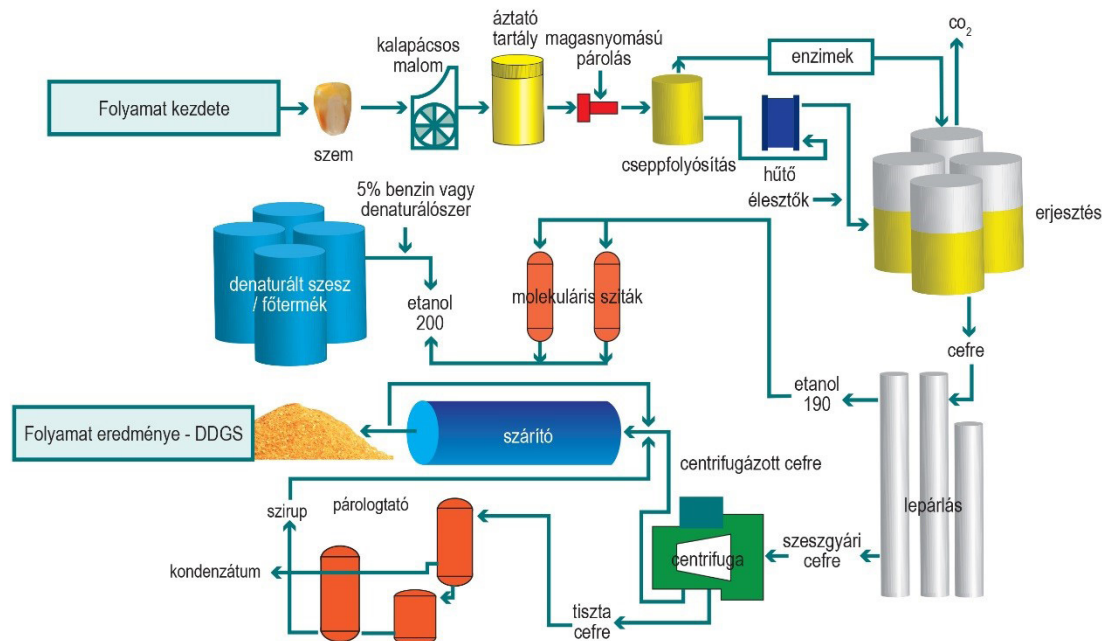 Folyamat kezdete
szem
kalapácsos
malom
áztató
tartály
magasnyomású
párolás
cseppfolyósítás
enzimek
hűtő
élesztők
co₂
erjesztés
5% benzin vagy
denaturálószer
denaturált szesz
/ főtermék
etanol
200
molekuláris sziták
cefre
etanol
190
lepárlás
Folyamat eredménye - DDGS
szárító
centrifugázott cefre
szirup
párologtató
kondenzátum
centrifuga
szeszgyári
cefre
tiszta
cefre